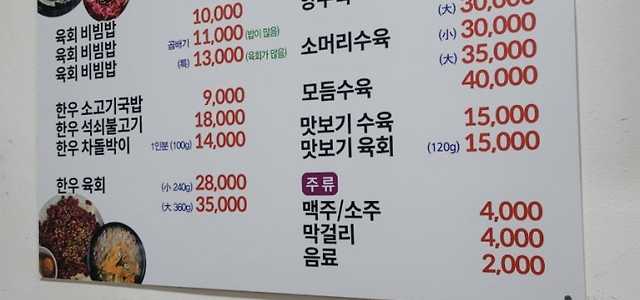 육회 비빔밥 10,000
육회 비빔밥 곱배기 11,000 (밥이 많음)
육회 비빔밥 (특) 13,000 (육회가 많음)
한우 소고기국밥 9,000
한우 석쇠불고기 18,000
한우 차돌박이 1인분 (100g) 14,000
한우 육회 (小 240g) 28,000
(大 360g) 35,000
(大) 30,000
소머리수육 (小) 30,000
(大) 35,000
모듬수육 40,000
맛보기 수육 15,000
맛보기 육회 (120g) 15,000
주류
맥주/소주 4,000
막걸리 4,000
음료 2,000